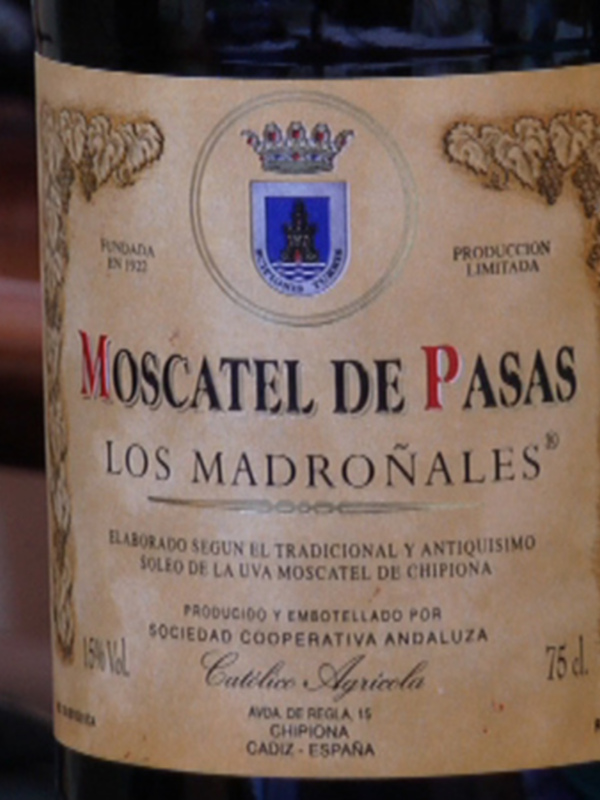 SCIPIONIS TURRIS
FUNDADA
EN 1922
PRODUCCION
LIMITADA
MOSCATEL DE PASAS
LOS MADROÑALES®
ELABORADO SEGUN EL TRADICIONAL Y ANTIQUISIMO
SOLEO DE LA UVA MOSCATEL DE CHIPIONA
PRODUCIDO Y EMBOTELLADO POR
SOCIEDAD COOPERATIVA ANDALUZA
15% Vol.
Católico Agrícola
75 cl.
AVDA. DE REGLA, 15
CHIPIONA
CADIZ - ESPAÑA